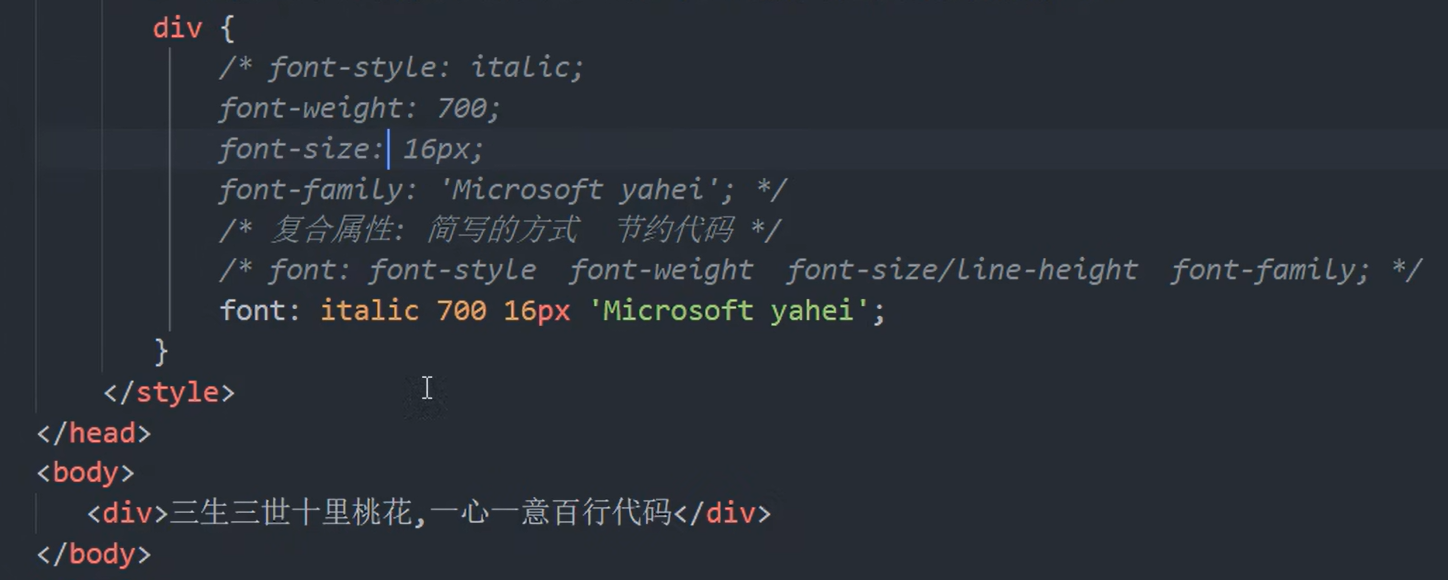 div {
/* font-style: italic;
font-weight: 700;
font-size: 16px;
font-family: 'Microsoft yahei'; */
/* 复合属性: 简写的方式  节约代码 */
/* font: font-style  font-weight  font-size/line-height  font-family; */
font: italic 700 16px 'Microsoft yahei';
}
</style>
</head>
<body>
<div>三生三世十里桃花,一心一意百行代码</div>
</body>